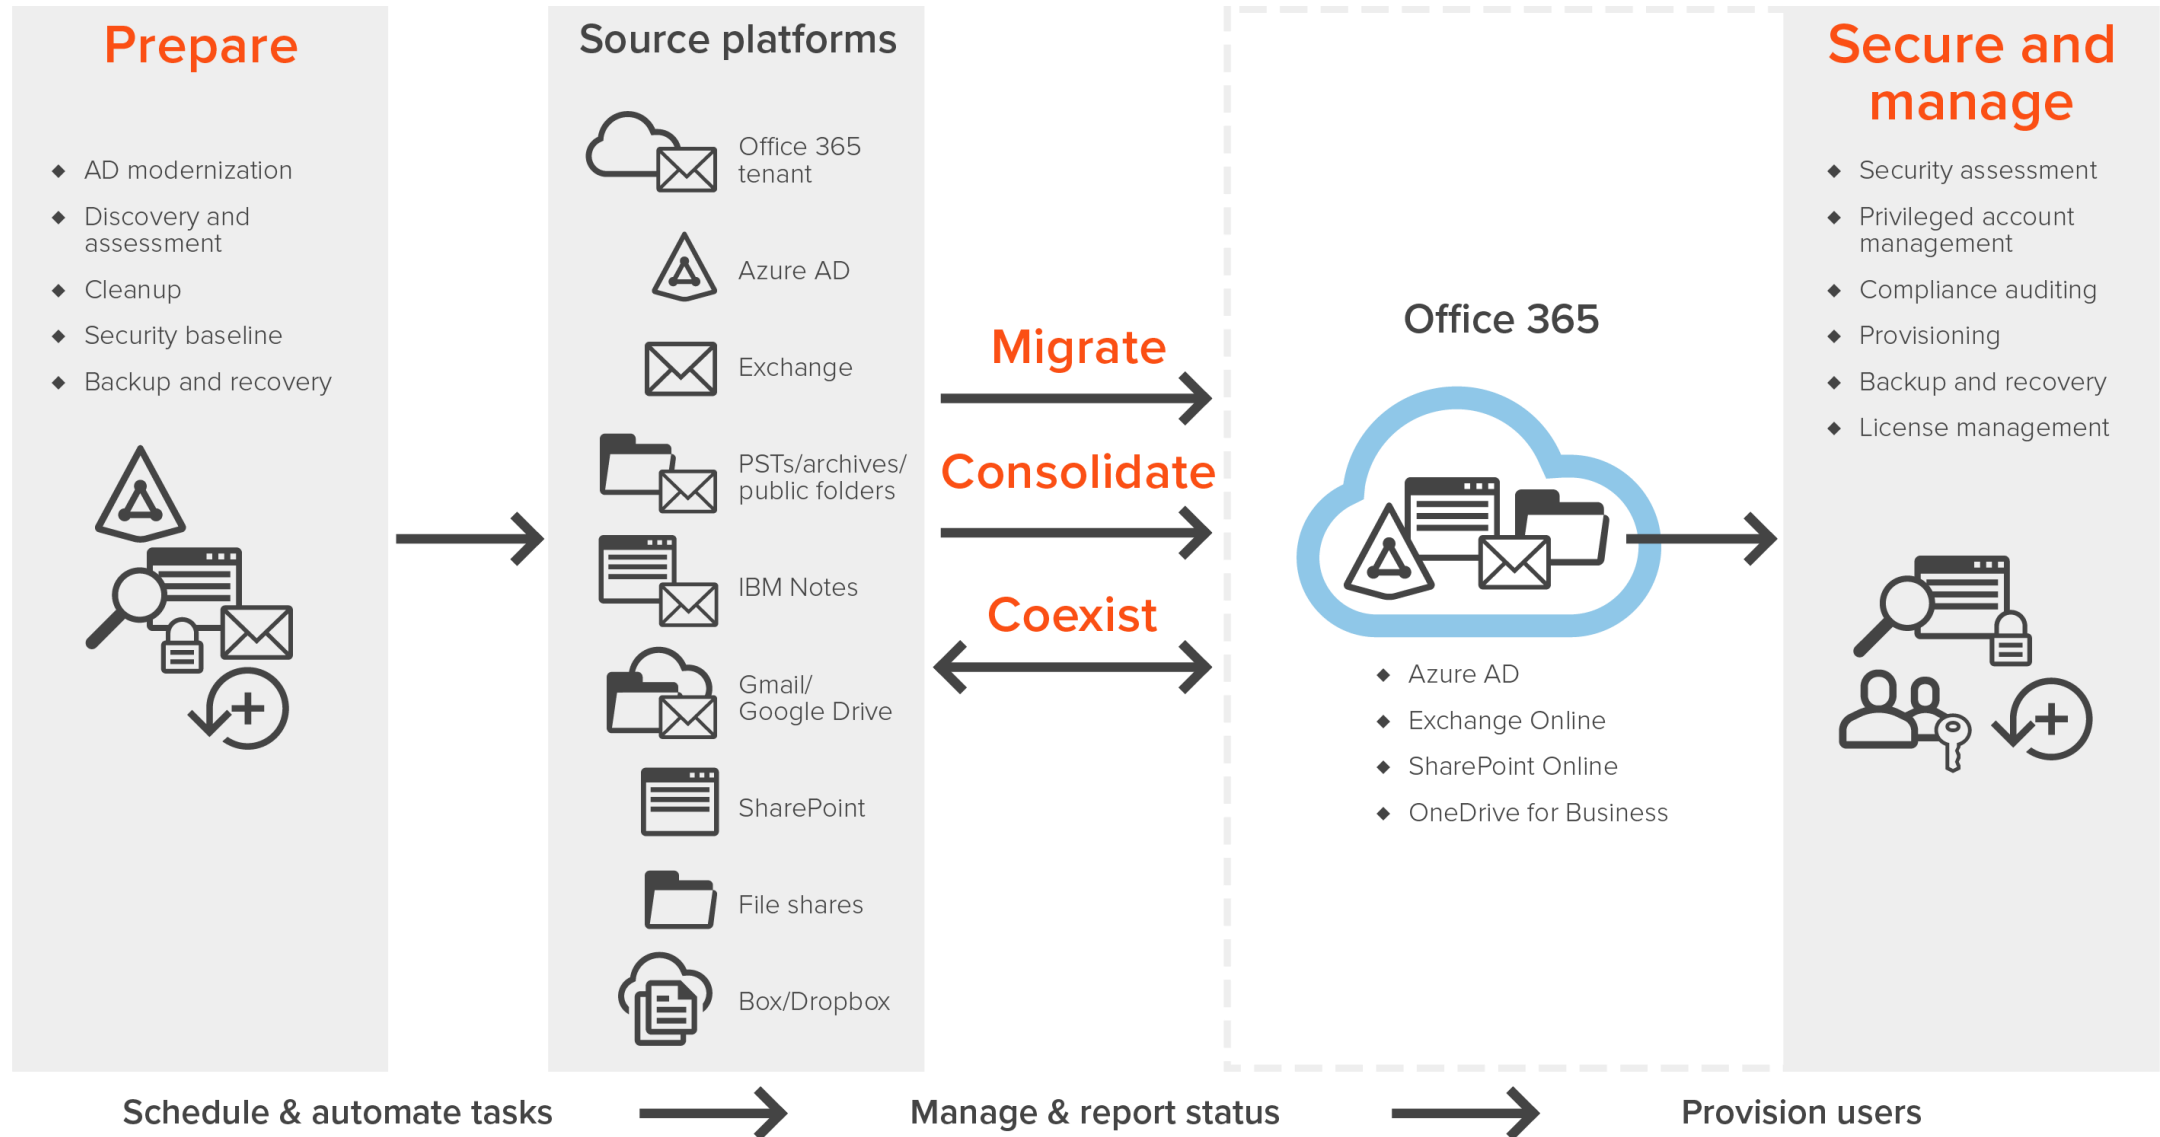 Prepare
AD modernization
Discovery and
assessment
Cleanup
Security baseline
Backup and recovery
Source platforms
Office 365
tenant
Azure AD
Exchange
PSTs/archives/
public folders
IBM Notes
Gmail/
Google Drive
SharePoint
File shares
Box/Dropbox
Migrate
Consolidate
Coexist
Office 365
Azure AD
Exchange Online
SharePoint Online
OneDrive for Business
Secure and
manage
Security assessment
Privileged account
management
Compliance auditing
Provisioning
Backup and recovery
License management
Schedule & automate tasks
Manage & report status
Provision users